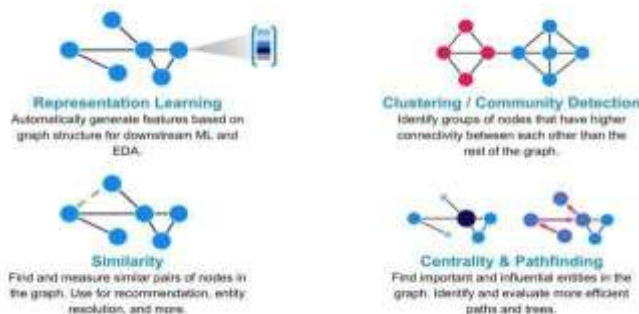 Representation Learning
Automatically generate features based on
graph structure for downstream ML and
EDA.
Clustering / Community Detection
Identify groups of nodes that have higher
connectivity between each other than the
rest of the graph.
Similarity
Find and measure similar pairs of nodes in
the graph. Use for recommendation, entity
resolution, and more.
Centrality & Pathfinding
Find important and influential entities in the
graph. Identify and evaluate more efficient
paths and trees.